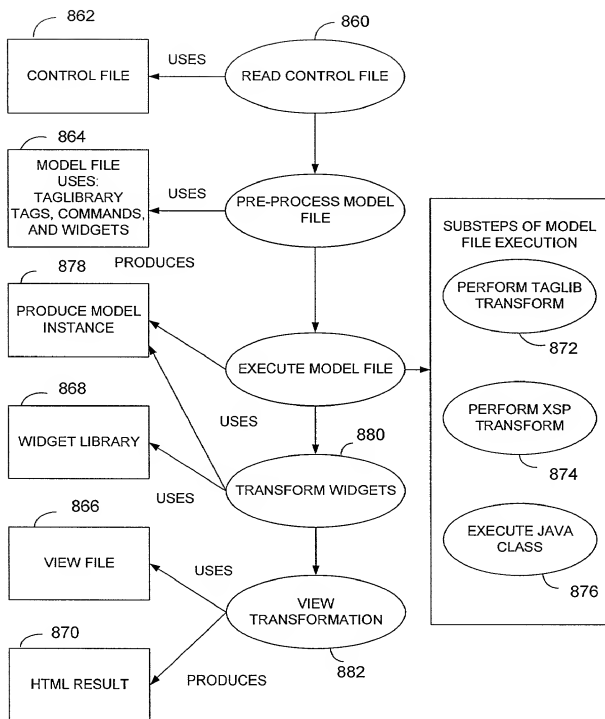 862
860
USES
CONTROL FILE
READ CONTROL FILE
864
MODEL FILE
USES:
TAGLIBRARY
TAGS, COMMANDS,
AND WIDGETS
USES
PRE-PROCESS MODEL
FILE
SUBSTEPS OF MODEL
FILE EXECUTION
PERFORM TAGLIB
TRANSFORM
872
PERFORM XSP
TRANSFORM
874
EXECUTE JAVA
CLASS
876
878
PRODUCES
PRODUCE MODEL
INSTANCE
EXECUTE MODEL FILE
868
USES
880
WIDGET LIBRARY
TRANSFORM WIDGETS
USES
866
VIEW FILE
USES
VIEW
TRANSFORMATION
882
870
HTML RESULT
PRODUCES